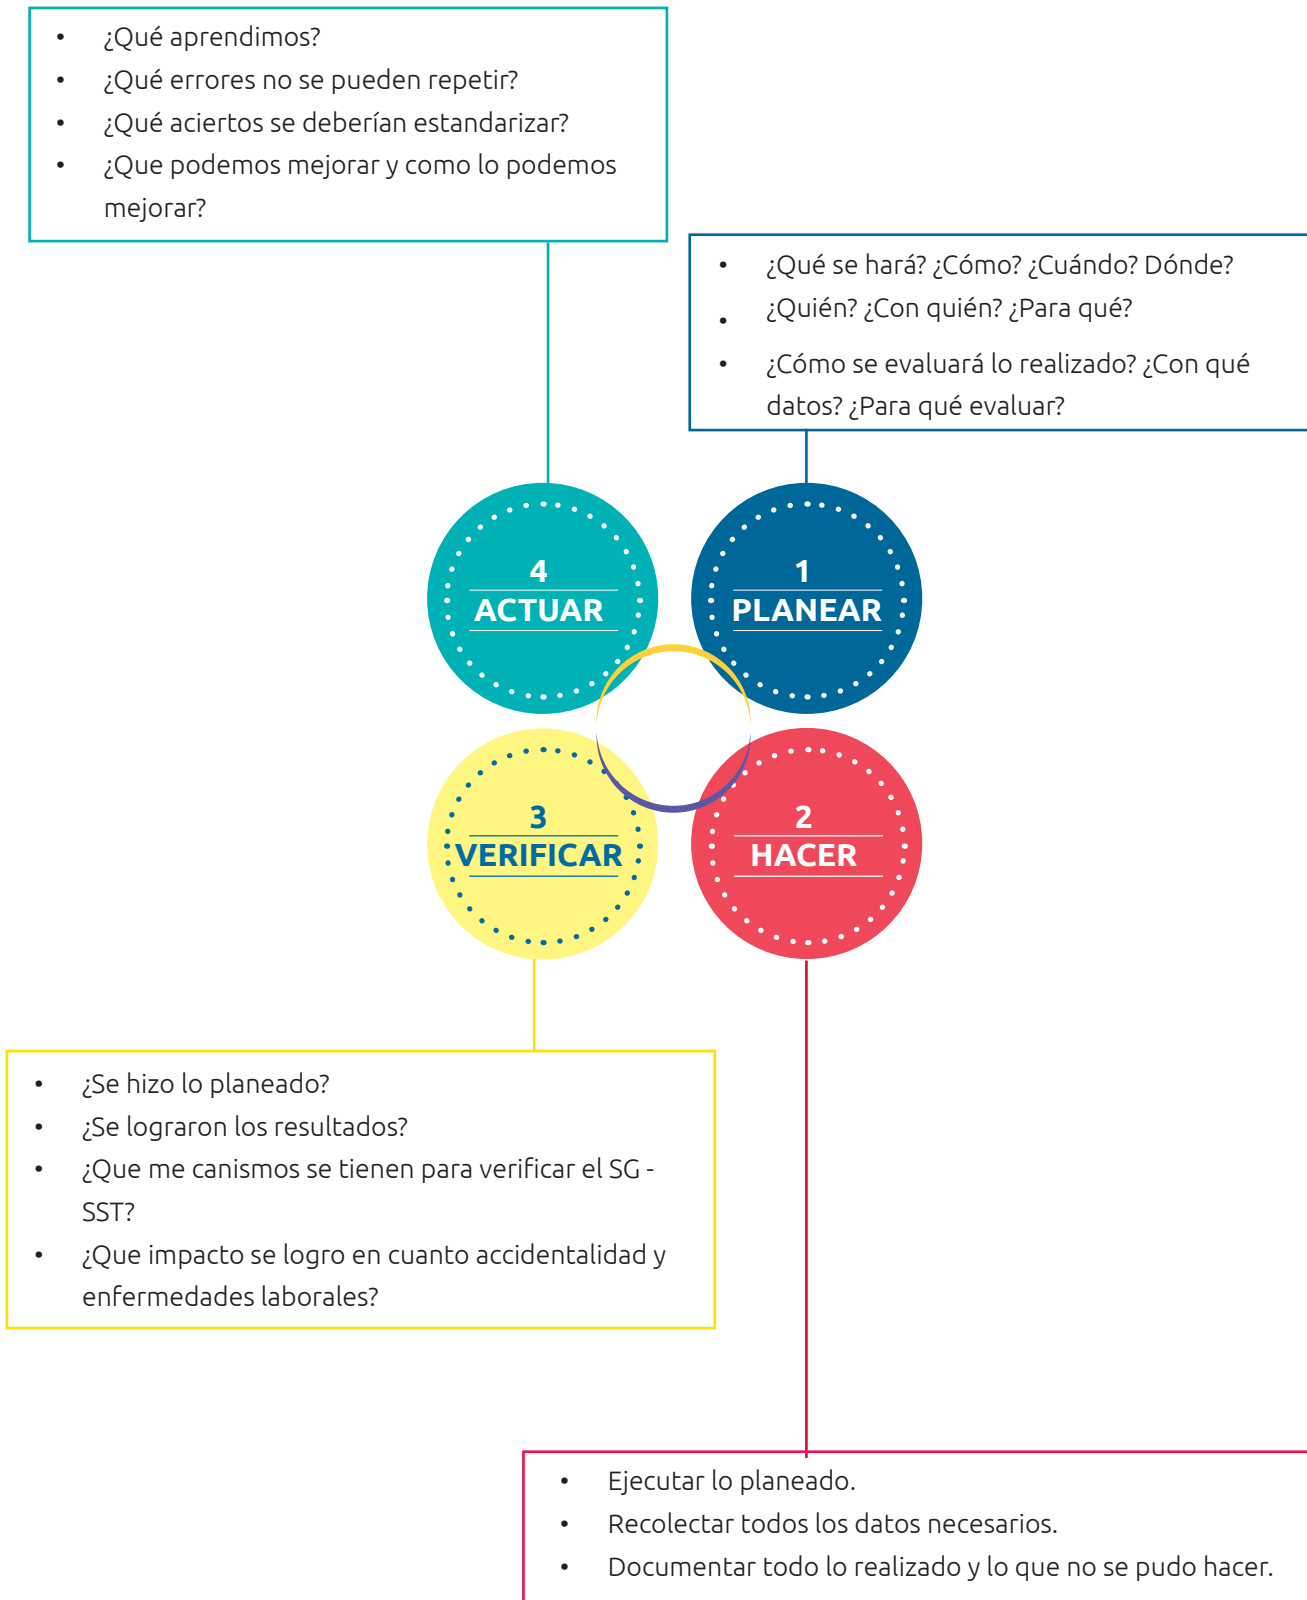 • ¿Qué aprendimos?
• ¿Qué errores no se pueden repetir?
• ¿Qué aciertos se deberían estandarizar?
• ¿Que podemos mejorar y como lo podemos
mejorar?
• ¿Qué se hará? ¿Cómo? ¿Cuándo? Dónde?
• ¿Quién? ¿Con quién? ¿Para qué?
• ¿Cómo se evaluará lo realizado? ¿Con qué
datos? ¿Para qué evaluar?
4
ACTUAR
1
PLANEAR
3
VERIFICAR
2
HACER
• ¿Se hizo lo planeado?
• ¿Se lograron los resultados?
• ¿Que me canismos se tienen para verificar el SG -
SST?
• ¿Que impacto se logro en cuanto accidentalidad y
enfermedades laborales?
• Ejecutar lo planeado.
• Recolectar todos los datos necesarios.
• Documentar todo lo realizado y lo que no se pudo hacer.